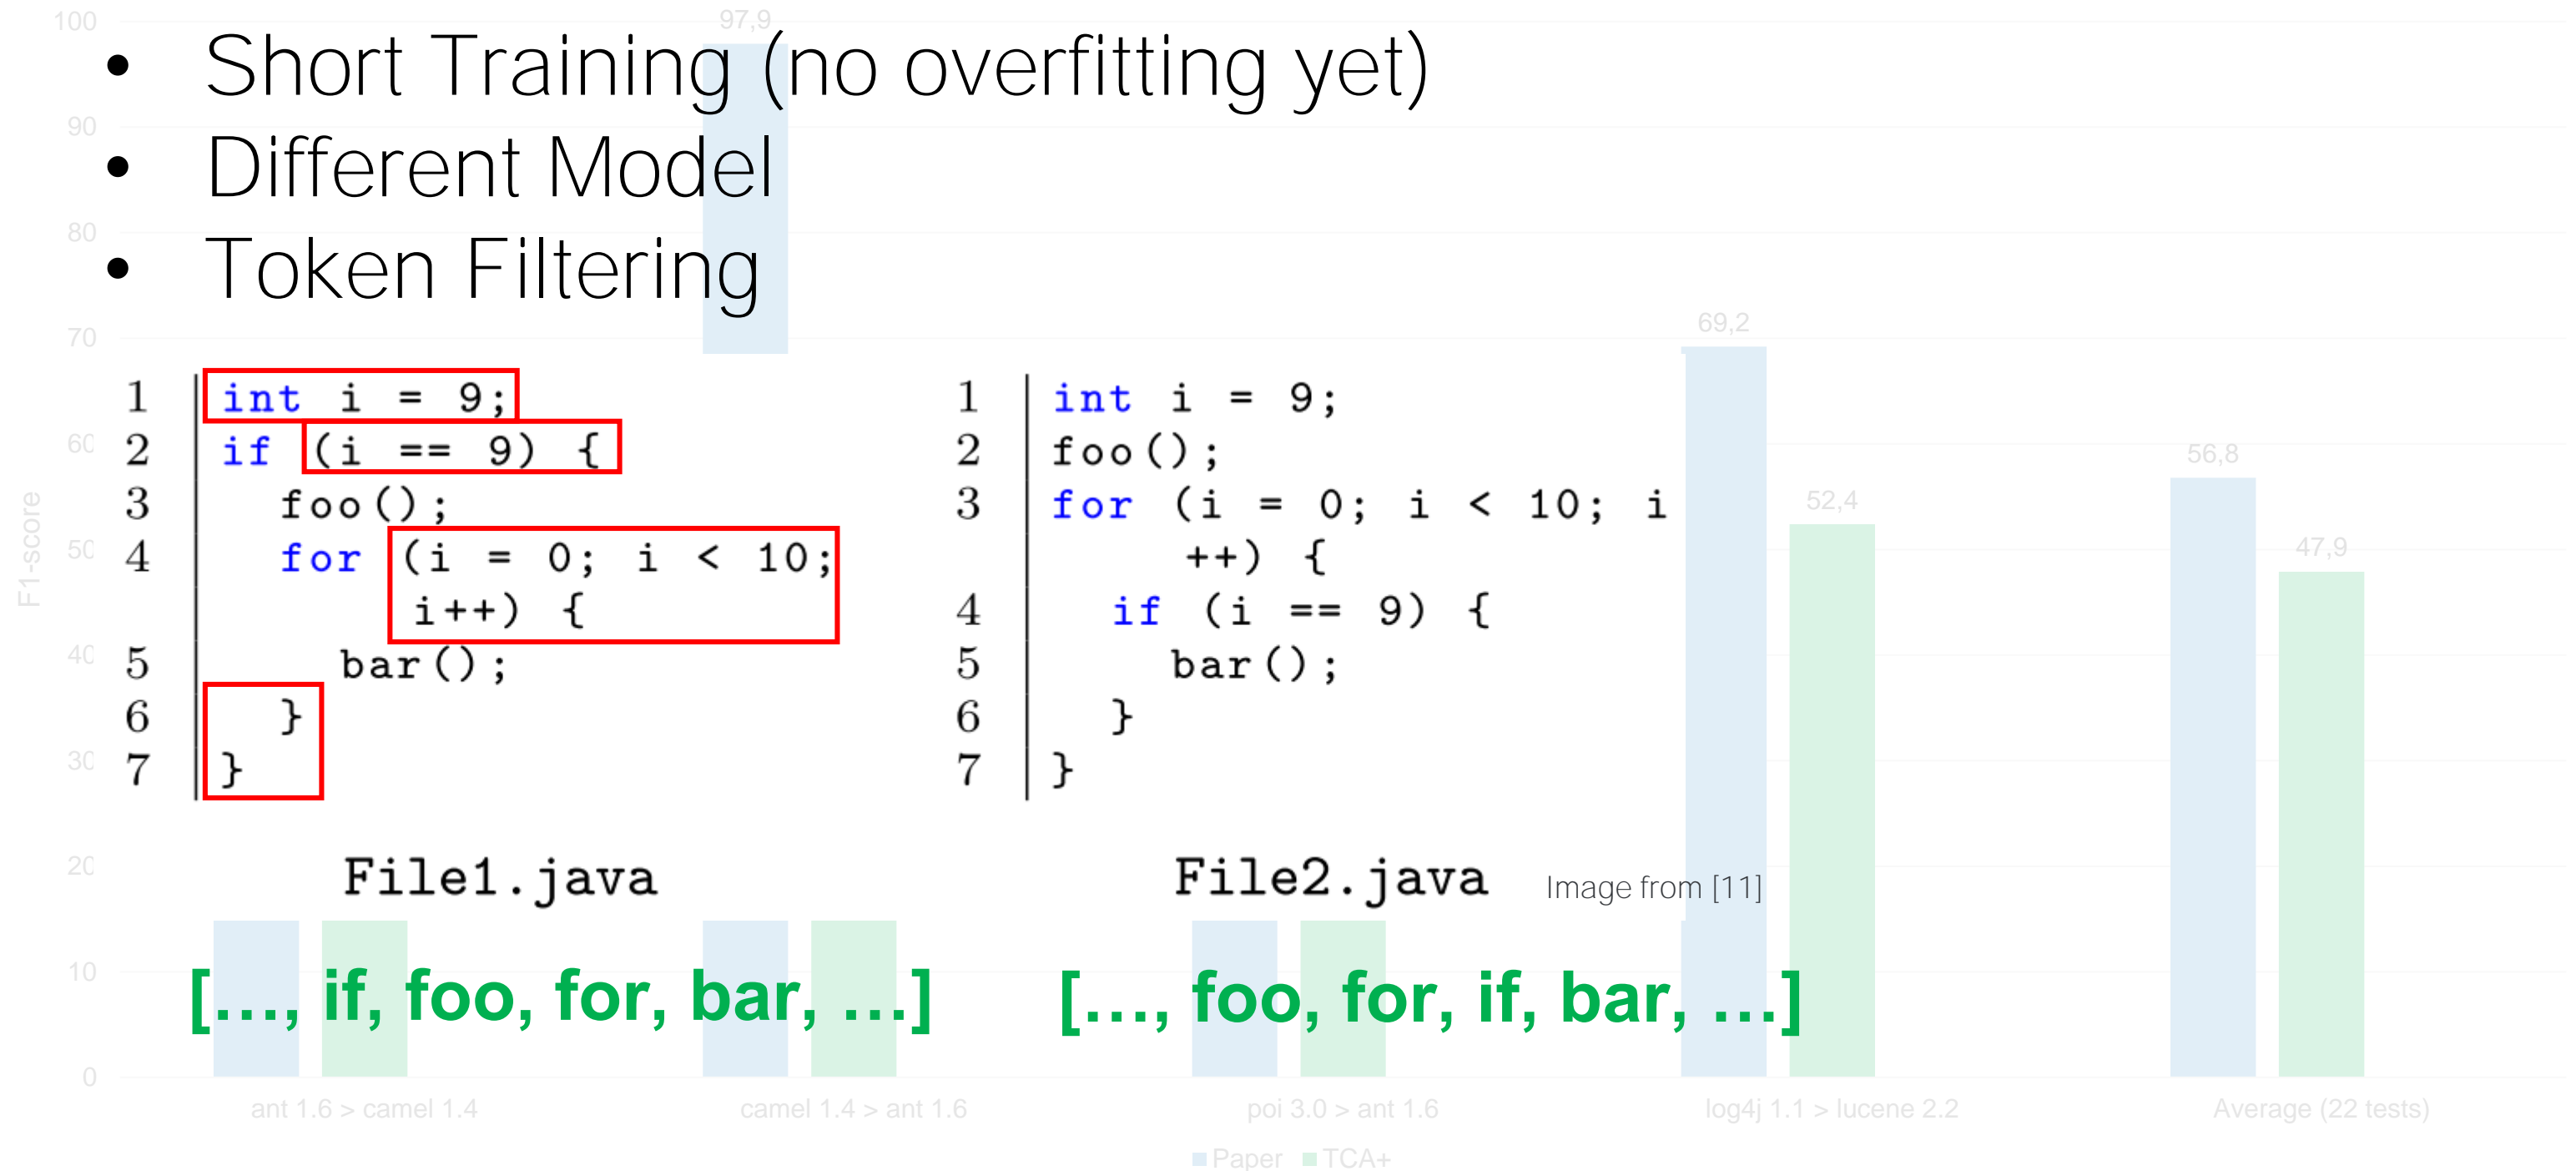 • Short Training (no overfitting yet)
• Different Model
• Token Filtering
1 int i = 9;
2 if (i == 9) {
3 foo();
4 for (i = 0; i < 10;
i++) {
5 bar();
6 }
7 }
File1.java
1 int i = 9;
2 foo();
3 for (i = 0; i < 10; i
++) {
4 if (i == 9) {
5 bar();
6 }
7 }
File2.java
Image from [11]
[…, if, foo, for, bar, …]
[…, foo, for, if, bar, …]
F1-score
100
90
80
70
60
50
40
30
20
10
0
97,9
69,2
52,4
56,8
47,9
ant 1.6 > camel 1.4
camel 1.4 > ant 1.6
poi 3.0 > ant 1.6
log4j 1.1 > lucene 2.2
Average (22 tests)
Paper
TCA+